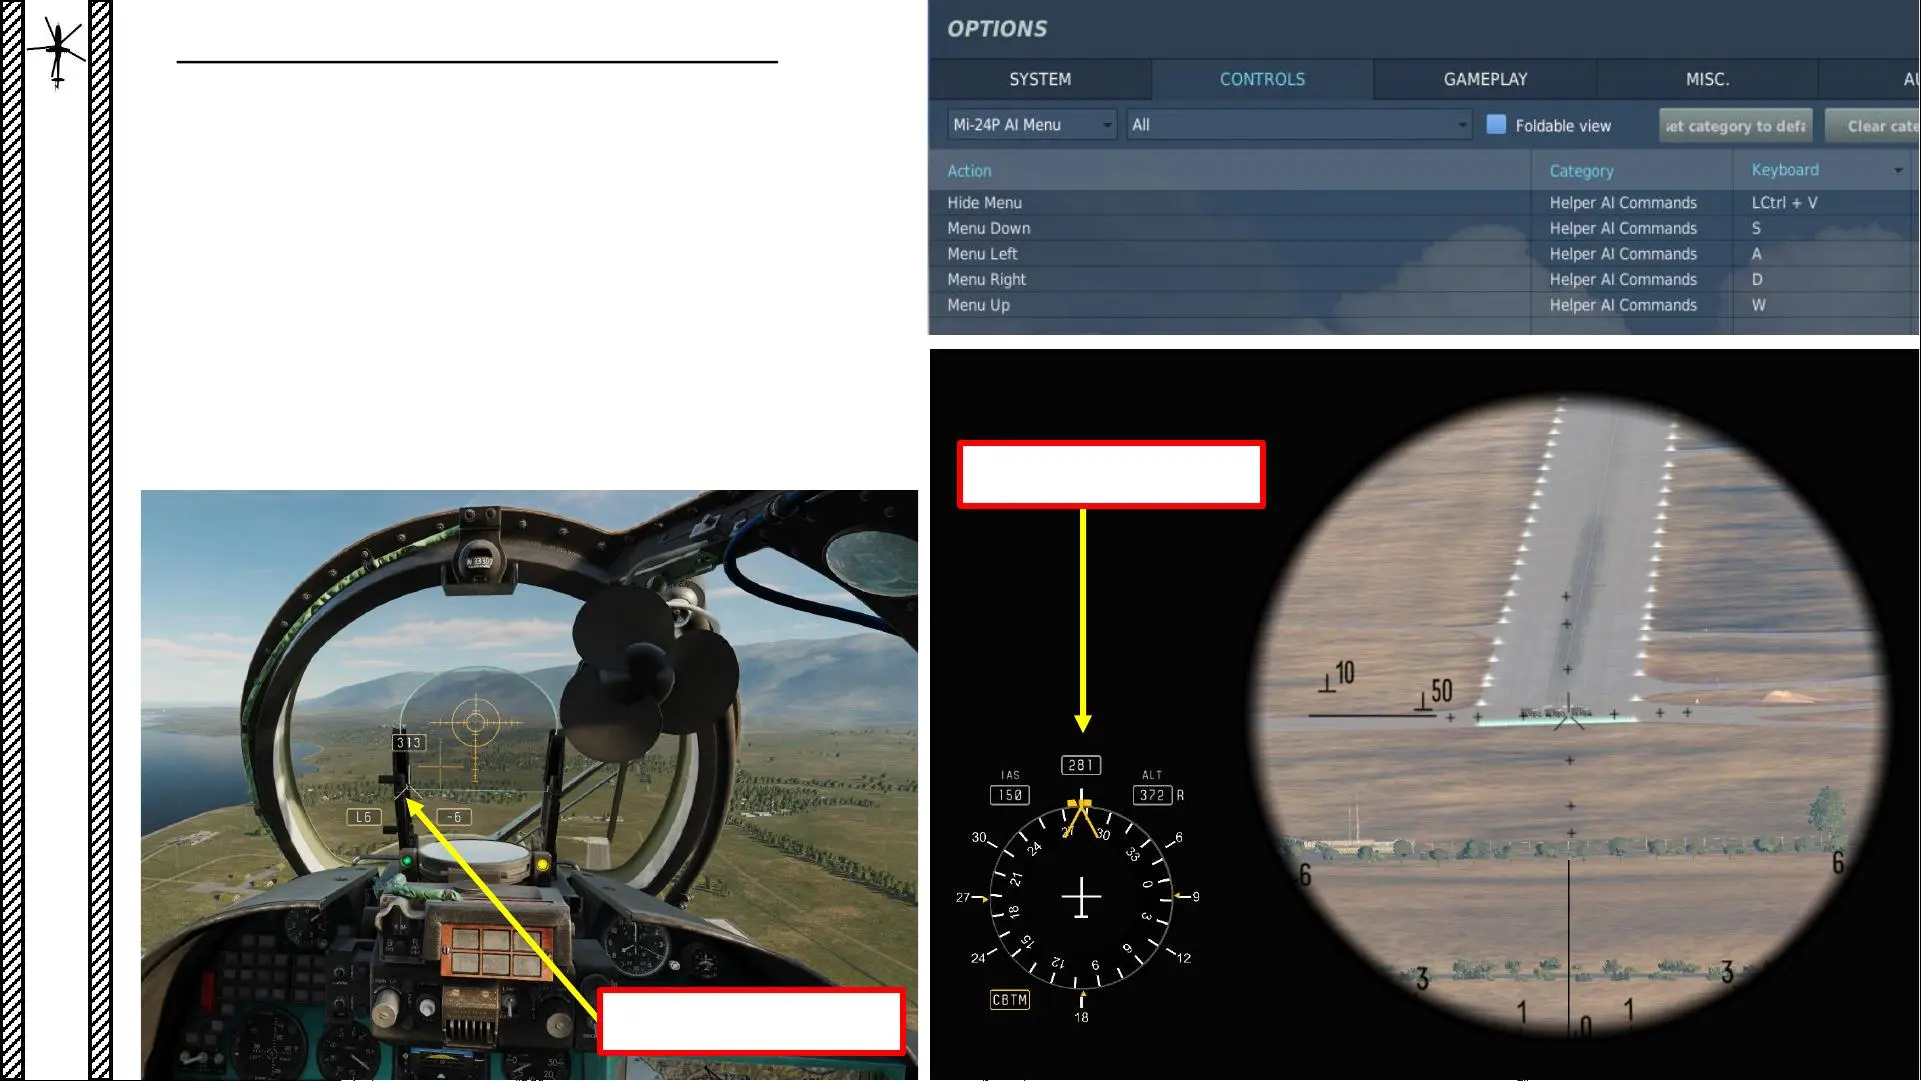 OPTIONS
SYSTEM CONTROLS GAMEPLAY MISC.
Mi-24P AI Menu All Foldable view et category to defa Clear cate
Action Category Keyboard
Hide Menu Helper AI Commands LCtrl + V
Menu Down Helper AI Commands S
Menu Left Helper AI Commands A
Menu Right Helper AI Commands D
Menu Up Helper AI Commands W
313
L6 -6
10
50
281
IAS ALT
150 372 R
30 6
27 9
24 12
18
30 33 0 3 6 9 12 15 18 21 24
CBTM
6 6
3 3
1 0 1